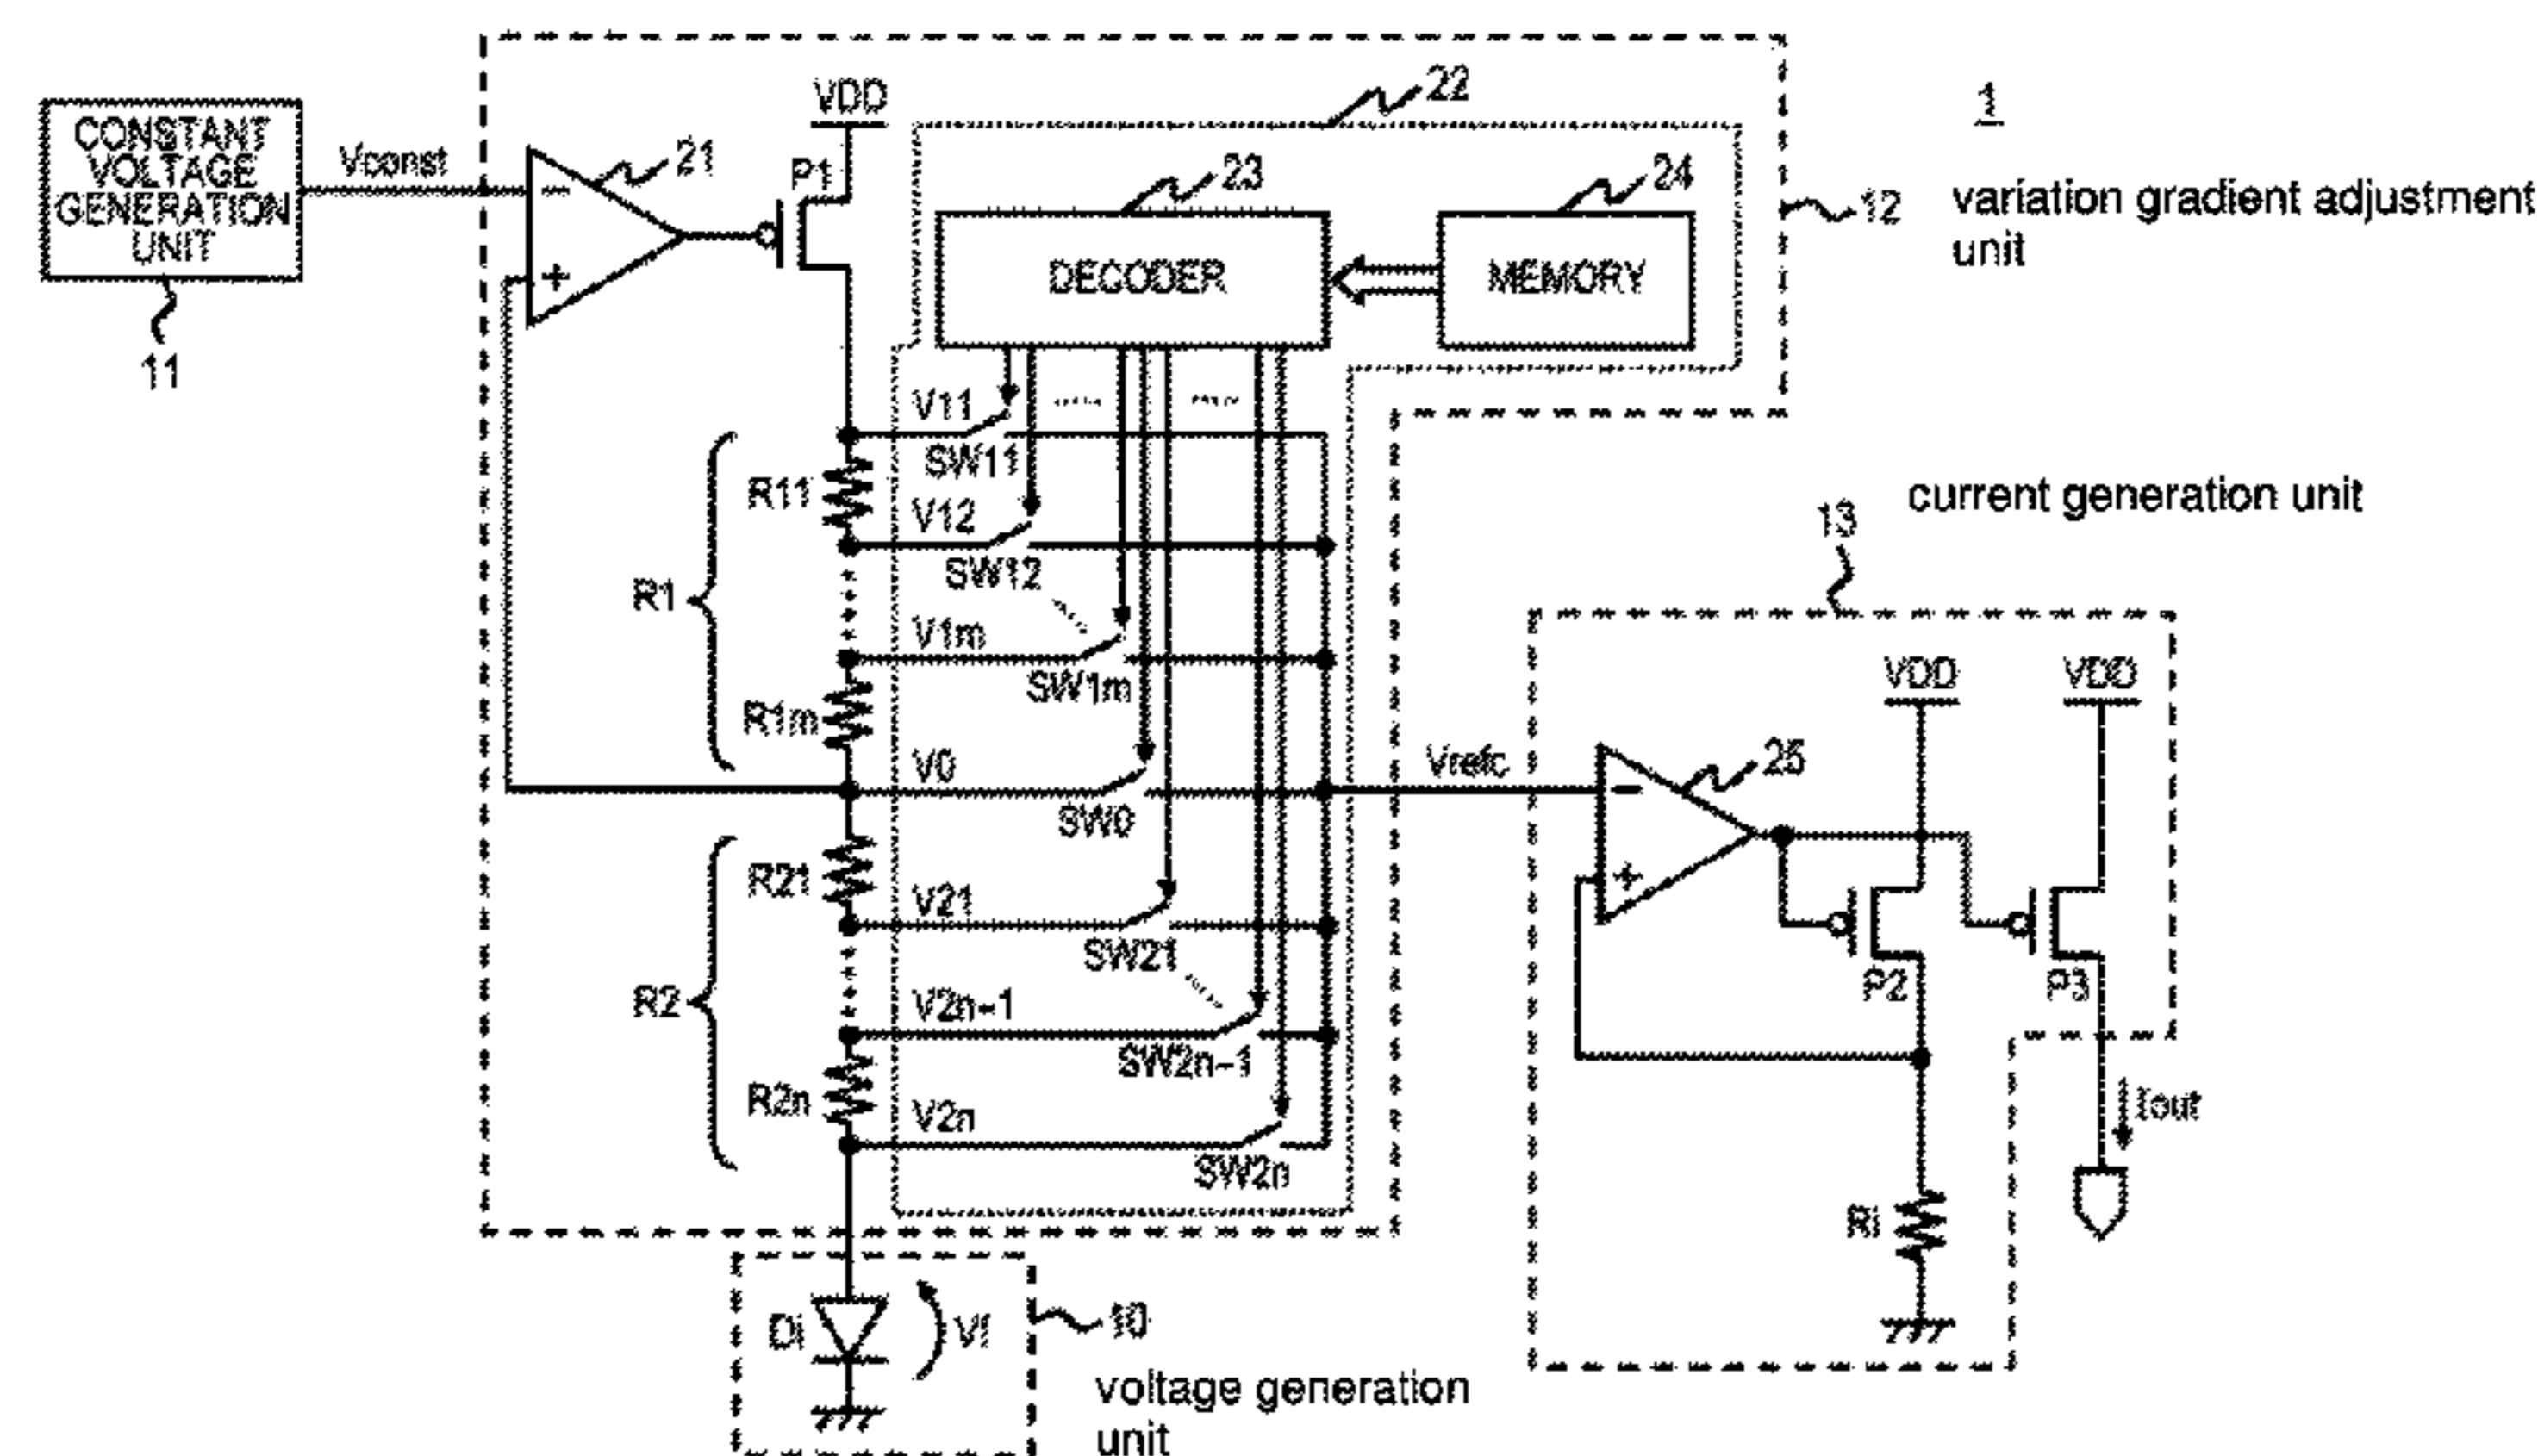 CONSTANT
VOLTAGE
GENERATION
UNIT
11
Vconst
21
VDD
P1
22
23
24
DECODER
MEMORY
1
12
variation gradient adjustment
unit
V11
SW11
R11
V12
SW12
R1
V1m
SW1m
R1m
V0
SW0
R21
V21
SW21
R2
V2n-1
SW2n-1
R2n
V2n
SW2n
Di
Vf
10
voltage generation
unit
current generation unit
13
Vrefc
25
VDD
VDD
P2
P3
Iout
Ri
- +
- +